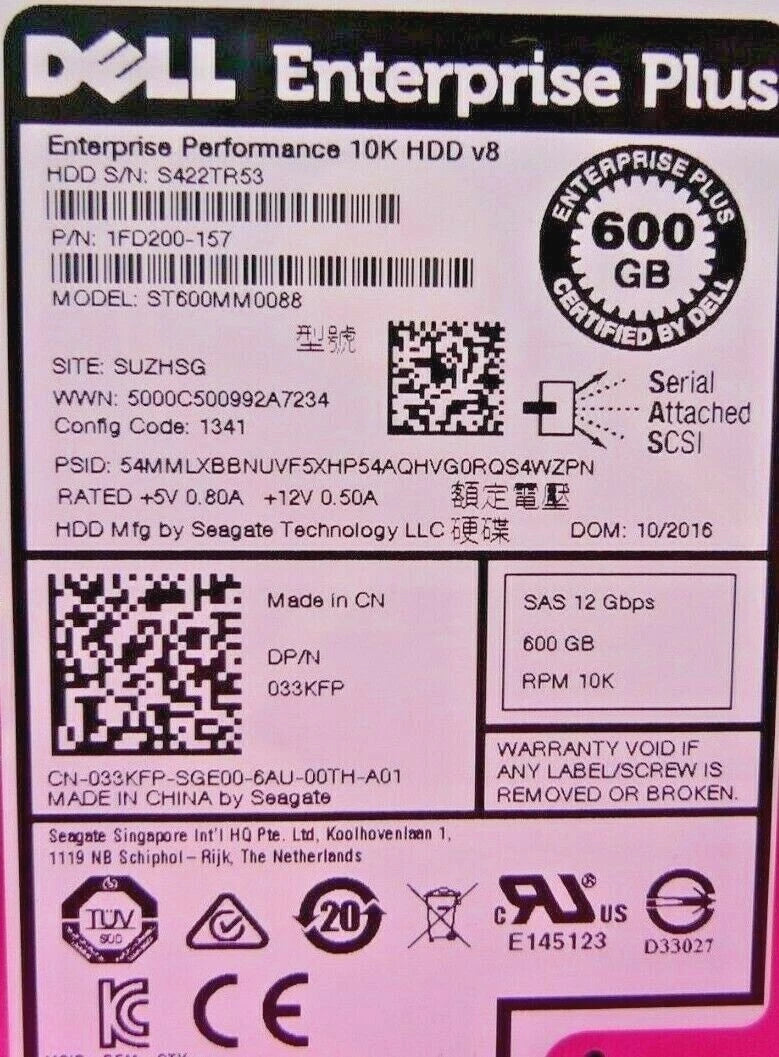 DELL Enterprise Plus
Enterprise Performance 10K HDD v8
HDD S/N: S422TR53
P/N: 1FD200-157
MODEL: ST600MM0088
ENTERPRISE PLUS
600
GB
CERTIFIED BY DELL
型號
SITE: SUZHSG
WWN: 5000C500992A7234
Config Code: 1341
Serial
Attached
SCSI
PSID: 54MMLXBBNUVF5XHP54AQHVG0RQS4WZPN
RATED +5V 0.80A +12V 0.50A 額定電壓
HDD Mfg by Seagate Technology LLC 硬碟 DOM: 10/2016
Made in CN
DP/N
033KFP
SAS 12 Gbps
600 GB
RPM 10K
CN-033KFP-SGE00-6AU-00TH-A01
MADE IN CHINA by Seagate
WARRANTY VOID IF
ANY LABEL/SCREW IS
REMOVED OR BROKEN.
Seagate Singapore Int'l HQ Pte. Ltd, Koolhovenlaan 1,
1119 NB Schiphol-Rijk, The Netherlands
TÜV
SÜD
20
c RU® US
E145123
D33027
KC
CE